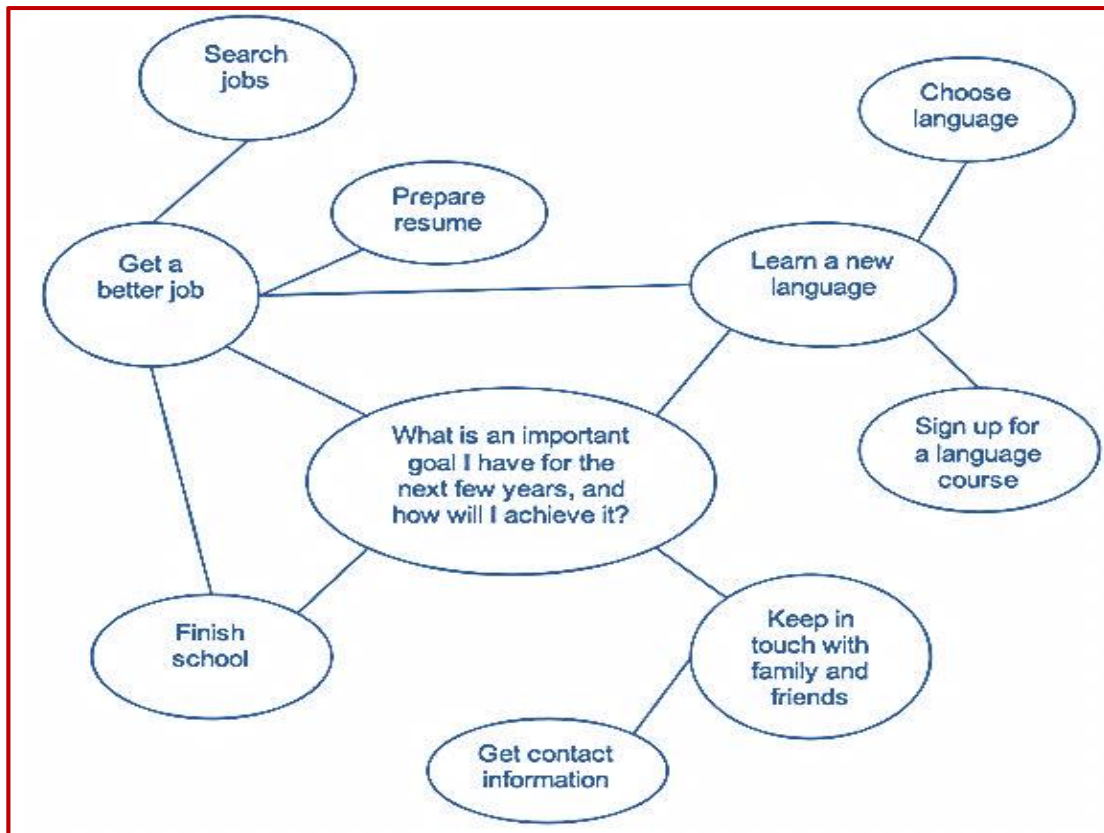 Search
jobs
Choose
language
Prepare
resume
Get a
better job
Learn a new
language
What is an important
goal I have for the
next few years, and
how will I achieve it?
Sign up for
a language
course
Finish
school
Keep in
touch with
family and
friends
Get contact
information